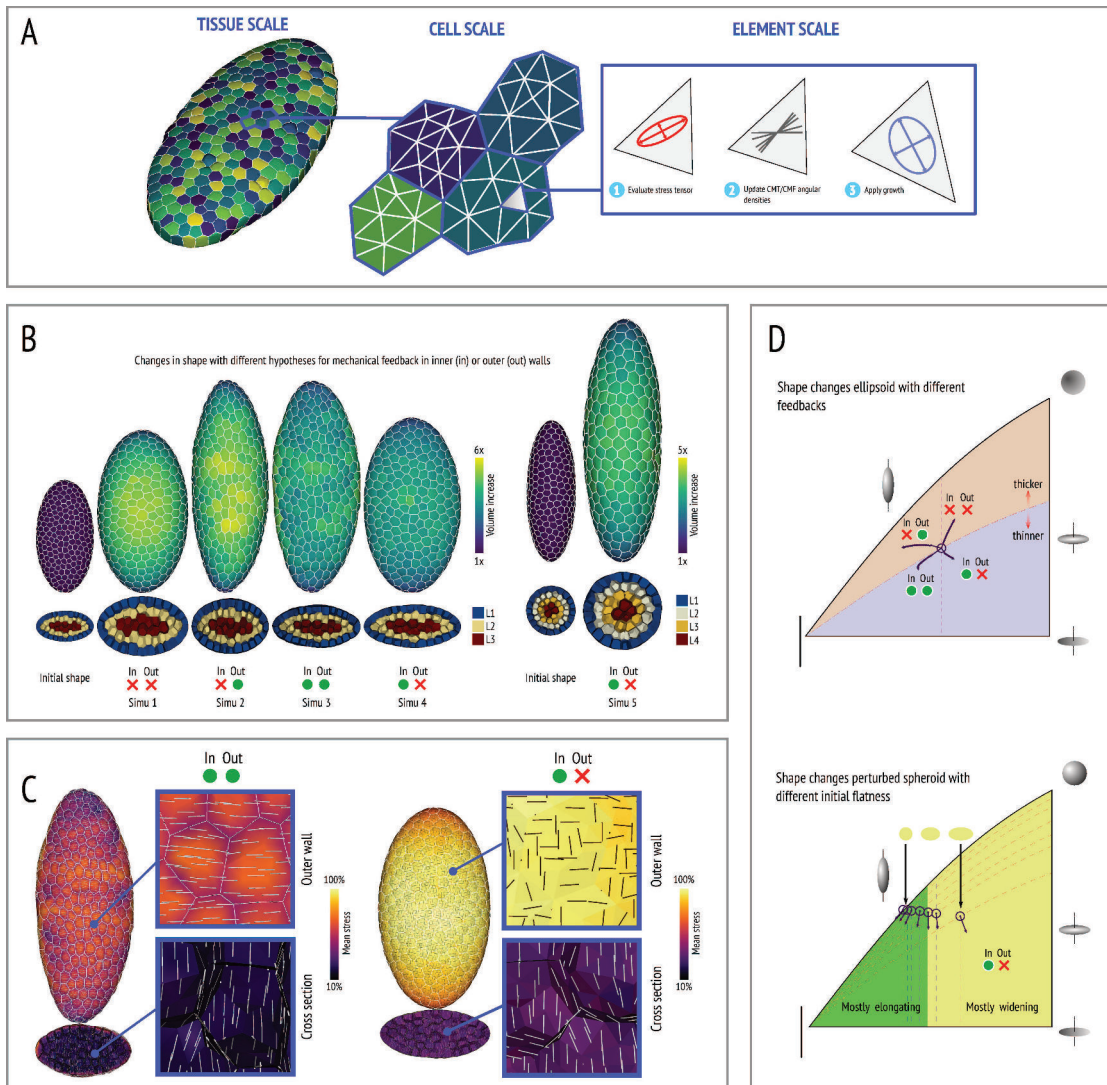 A
TISSUE SCALE
CELL SCALE
ELEMENT SCALE
1 Evaluate stress tensor
2 Update CMT/CMF angular
densities
3 Apply growth
B
Changes in shape with different hypotheses for mechanical feedback in inner (in) or outer (out) walls
6x
Volume increase
1x
5x
Volume increase
1x
L1
L2
L3
L1
L2
L3
L4
Initial shape
In Out
Simu 1
In Out
Simu 2
In Out
Simu 3
In Out
Simu 4
Initial shape
In Out
Simu 5
C
In Out
Outer wall
Cross section
100%
Mean stress
10%
In Out
Outer wall
Cross section
100%
Mean stress
10%
D
Shape changes ellipsoid with different
feedbacks
thicker
thinner
In Out
In Out
In Out
In Out
Shape changes perturbed spheroid with
different initial flatness
In Out
Mostly elongating
Mostly widening